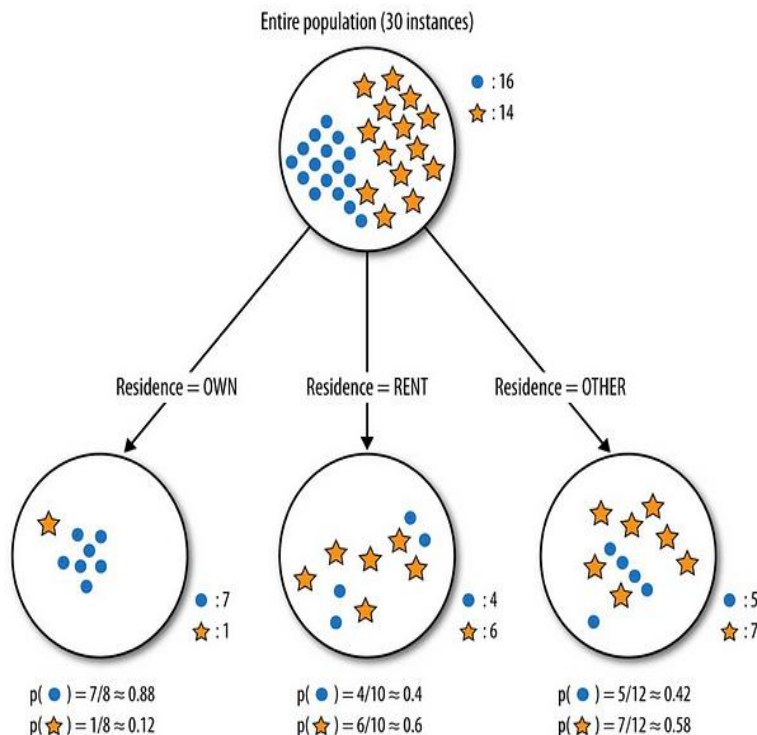 Entire population (30 instances)
: 16
: 14
Residence = OWN
Residence = RENT
Residence = OTHER
: 7
: 1
: 4
: 6
: 5
: 7
p( ) = 7/8 ≈ 0.88
p( ) = 1/8 ≈ 0.12
p( ) = 4/10 ≈ 0.4
p( ) = 6/10 ≈ 0.6
p( ) = 5/12 ≈ 0.42
p( ) = 7/12 ≈ 0.58